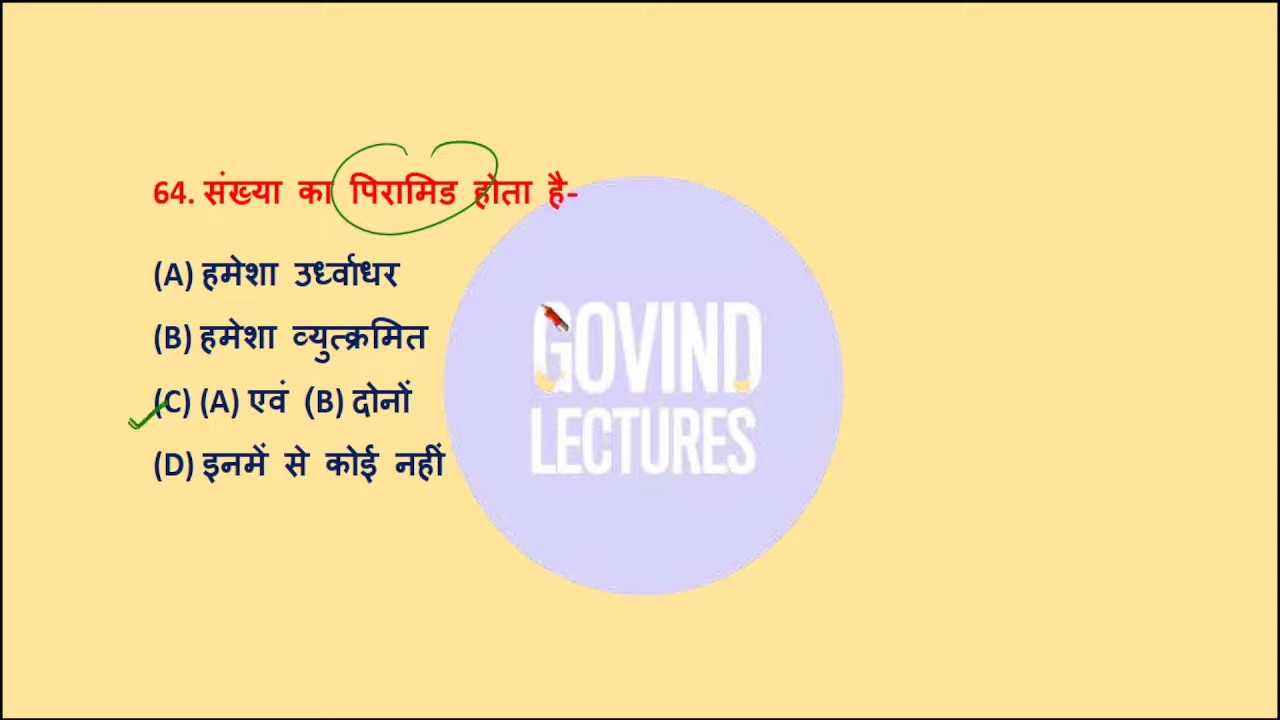 64. संख्या का पिरामिड होता है-
(A) हमेशा उर्ध्वाधर
(B) हमेशा व्युत्क्रमित
(C) (A) एवं (B) दोनों
(D) इनमें से कोई नहीं
GOVIND
LECTURES